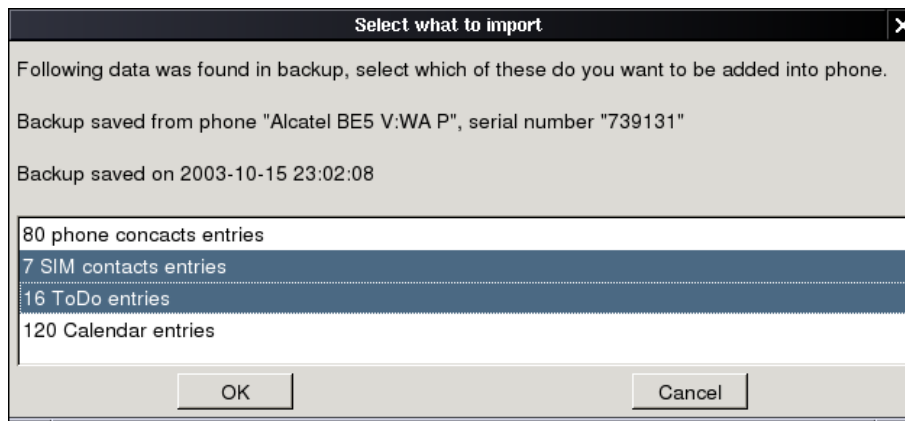 Select what to import
Following data was found in backup, select which of these do you want to be added into phone.
Backup saved from phone "Alcatel BE5 V:WA P", serial number "739131"
Backup saved on 2003-10-15 23:02:08
80 phone concacts entries
7 SIM contacts entries
16 ToDo entries
120 Calendar entries
OK
Cancel